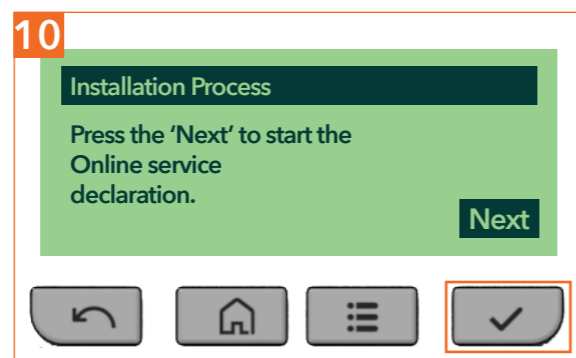 10
Installation Process
Press the ‘Next’ to start the
Online service
declaration.
Next